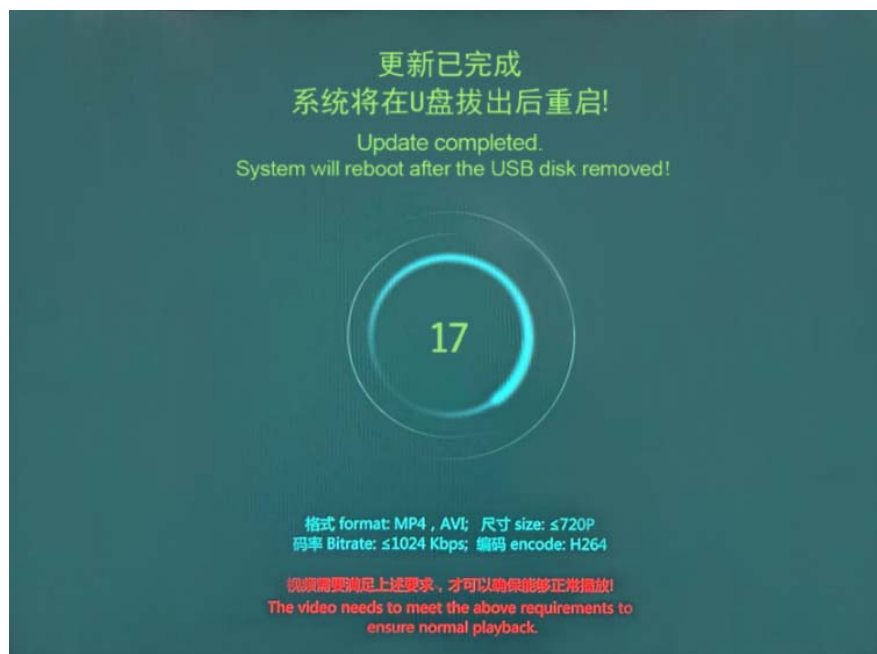 更新已完成
系统将在U盘拔出后重启!
Update completed.
System will reboot after the USB disk removed!
17
格式 format: MP4 , AVI; 尺寸 size: ≤720P
码率 Bitrate: ≤1024 Kbps; 编码 encode: H264
视频需要满足上述要求、才可以确保能够正常播放!
The video needs to meet the above requirements to
ensure normal playback.